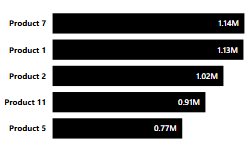 Product 7 1.14M
Product 1 1.13M
Product 2 1.02M
Product 11 0.91M
Product 5 0.77M